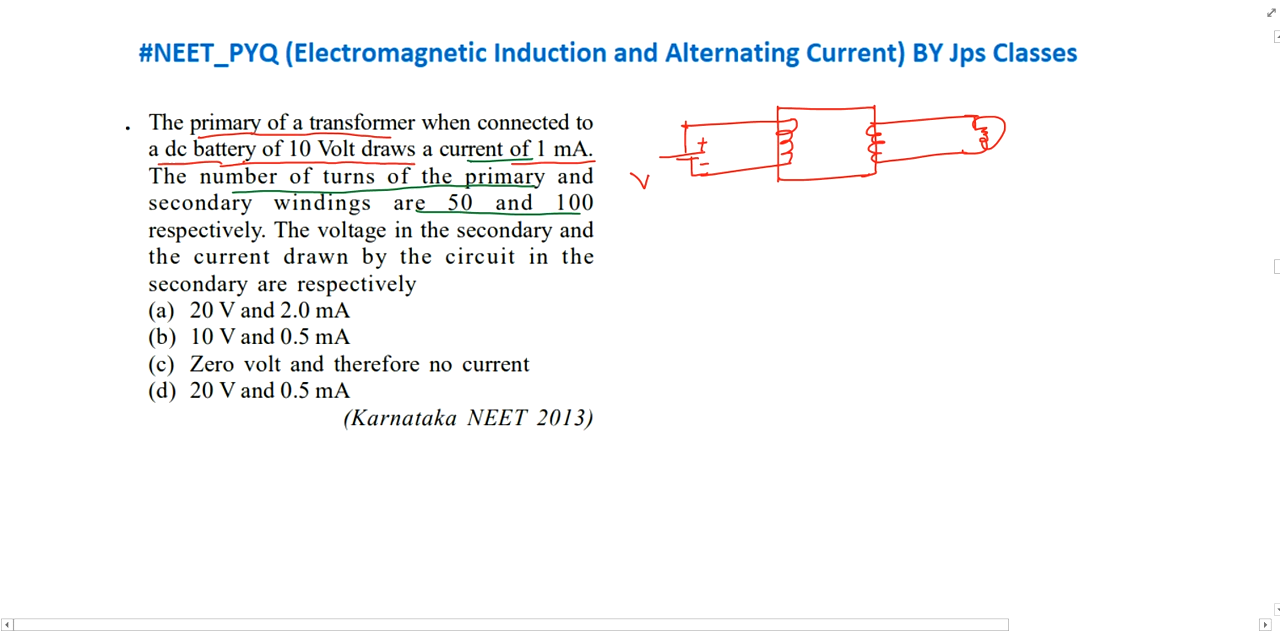 #NEET_PYQ (Electromagnetic Induction and Alternating Current) BY Jps Classes
. The primary of a transformer when connected to
a dc battery of 10 Volt draws a current of 1 mA.
The number of turns of the primary and
secondary windings are 50 and 100
respectively. The voltage in the secondary and
the current drawn by the circuit in the
secondary are respectively
(a) 20 V and 2.0 mA
(b) 10 V and 0.5 mA
(c) Zero volt and therefore no current
(d) 20 V and 0.5 mA
(Karnataka NEET 2013)
+
-
V